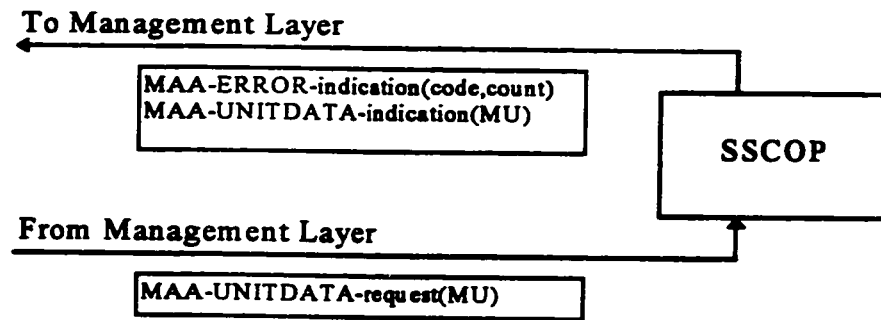 To Management Layer
MAA-ERROR-indication(code,count)
MAA-UNITDATA-indication(MU)
SSCOP
From Management Layer
MAA-UNITDATA-request(MU)